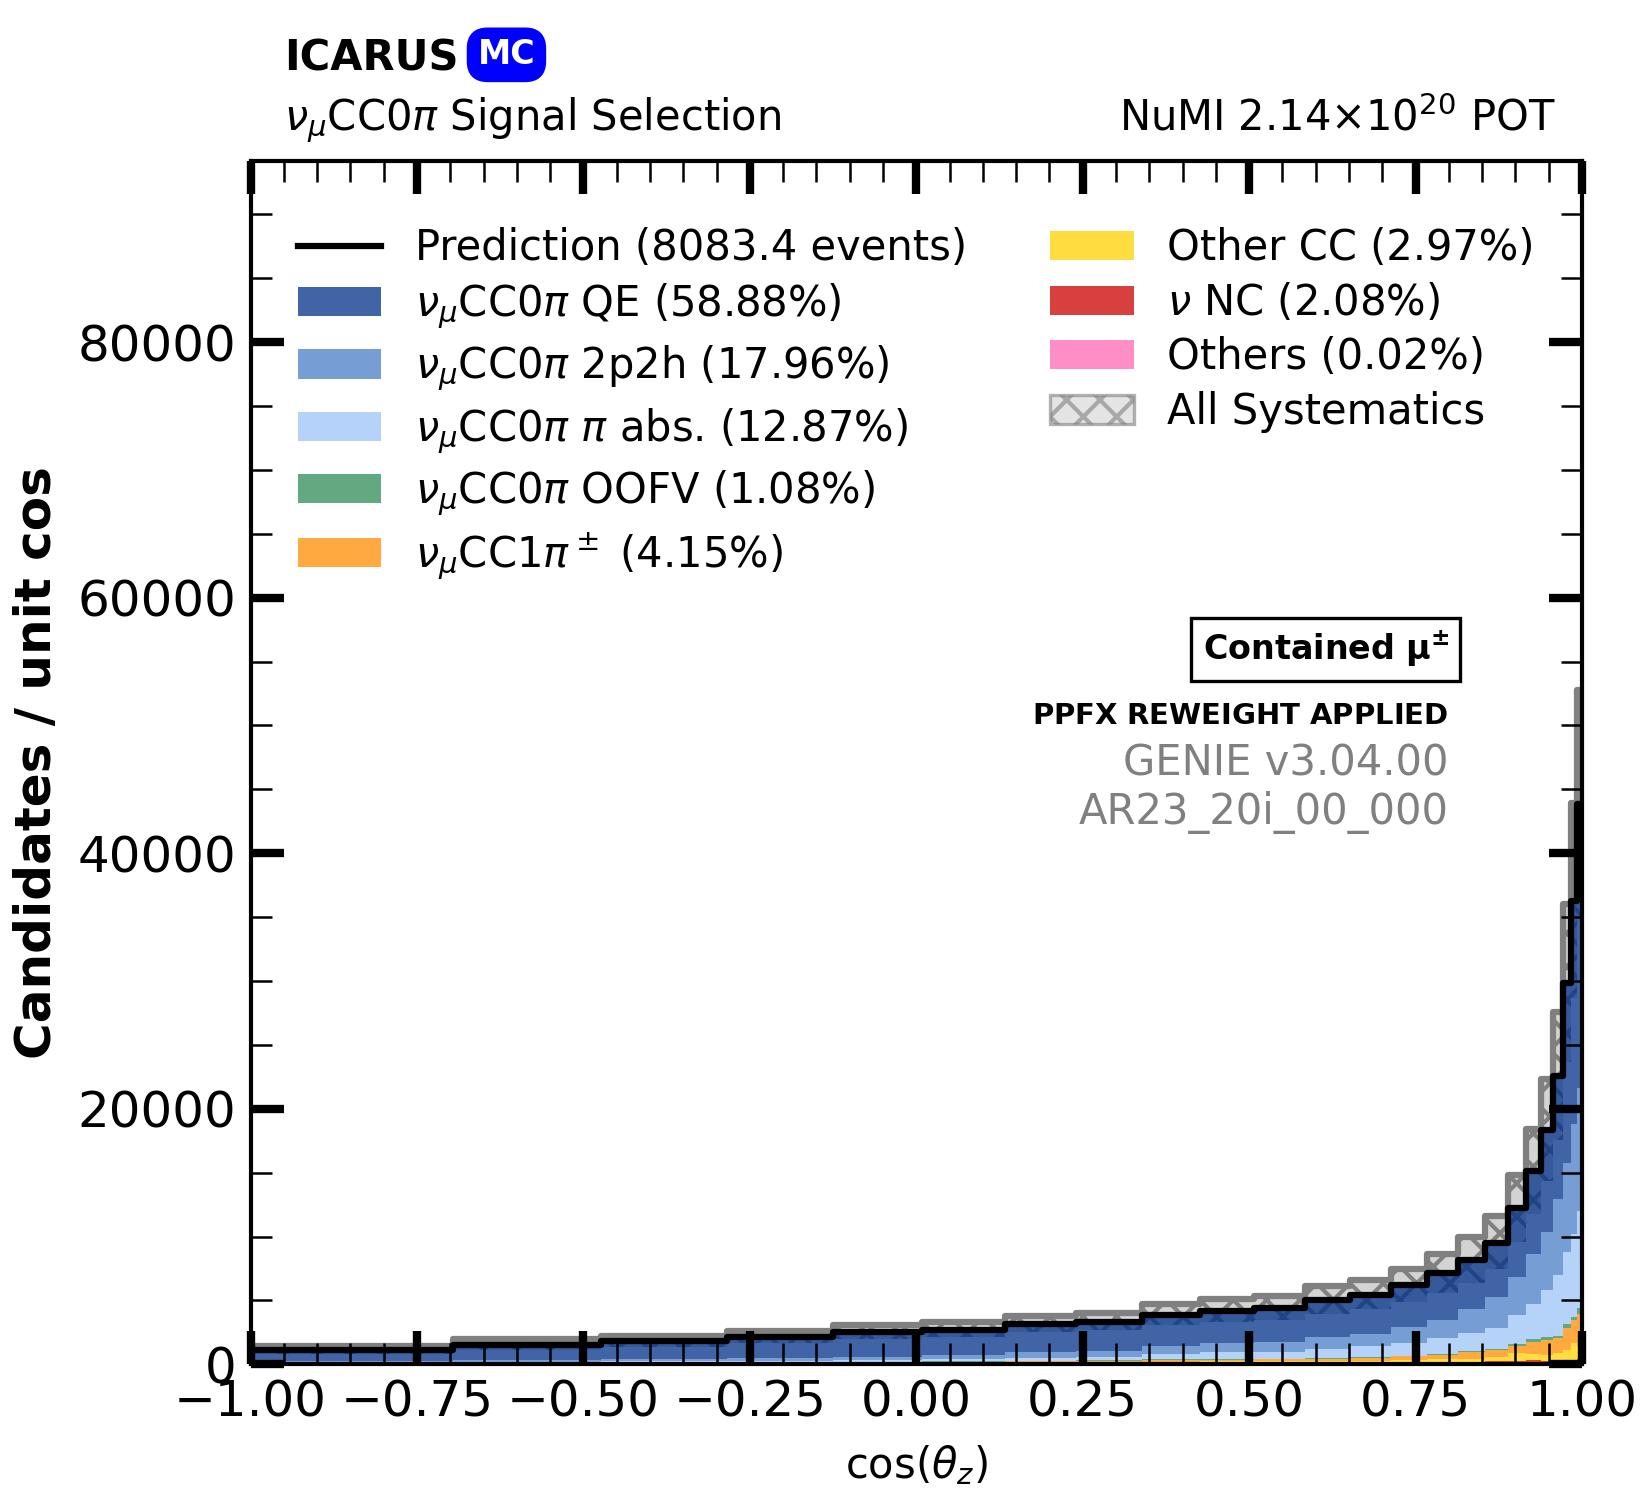 ICARUS MC
νμCC0π Signal Selection
NuMI 2.14×10²⁰ POT
Prediction (8083.4 events)
νμCC0π QE (58.88%)
νμCC0π 2p2h (17.96%)
νμCC0π π abs. (12.87%)
νμCC0π OOFV (1.08%)
νμCC1π± (4.15%)
Other CC (2.97%)
ν NC (2.08%)
Others (0.02%)
All Systematics
Contained μ±
PPFX REWEIGHT APPLIED
GENIE v3.04.00
AR23_20i_00_000
Candidates / unit cos
80000
60000
40000
20000
0
−1.00 −0.75 −0.50 −0.25 0.00 0.25 0.50 0.75 1.00
cos(θz)